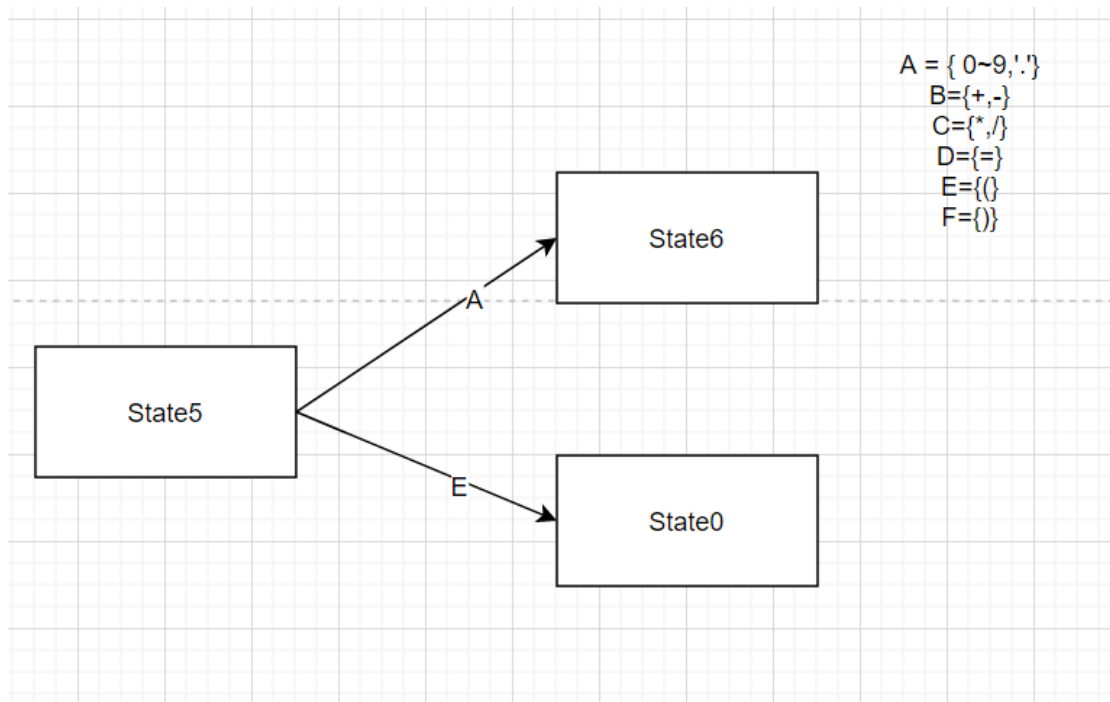 A = { 0~9,'.'}
B={+,-}
C={*,/}
D={=}
E={(}
F={)}
State6
A
State5
E
State0